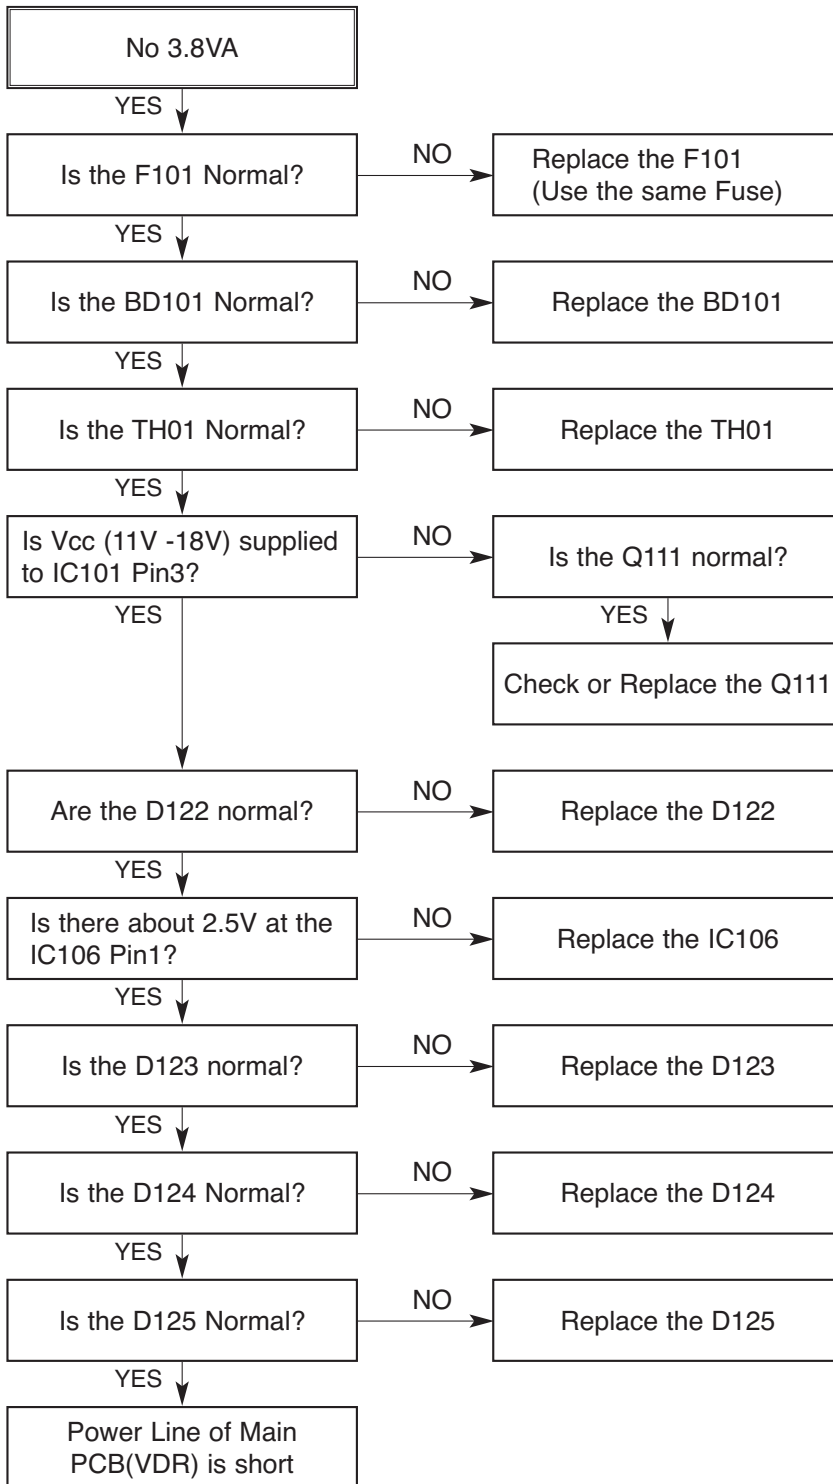 No 3.8VA
YES
Is the F101 Normal?
NO
Replace the F101
(Use the same Fuse)
YES
Is the BD101 Normal?
NO
Replace the BD101
YES
Is the TH01 Normal?
NO
Replace the TH01
YES
Is Vcc (11V -18V) supplied
to IC101 Pin3?
NO
Is the Q111 normal?
YES
YES
Check or Replace the Q111
Are the D122 normal?
NO
Replace the D122
YES
Is there about 2.5V at the
IC106 Pin1?
NO
Replace the IC106
YES
Is the D123 normal?
NO
Replace the D123
YES
Is the D124 Normal?
NO
Replace the D124
YES
Is the D125 Normal?
NO
Replace the D125
YES
Power Line of Main
PCB(VDR) is short